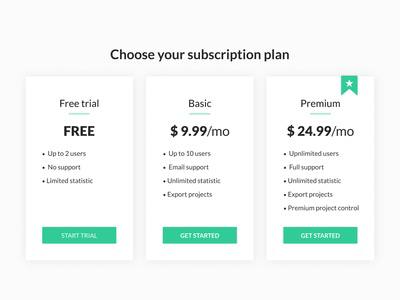 Choose your subscription plan
Free trial
FREE
• Up to 2 users
• No support
• Limited statistic
START TRIAL
Basic
$ 9.99/mo
• Up to 10 users
• Email support
• Unlimited statistic
• Export projects
GET STARTED
Premium
$ 24.99/mo
• Upnlimited users
• Full support
• Unlimited statistic
• Export projects
• Premium project control
GET STARTED